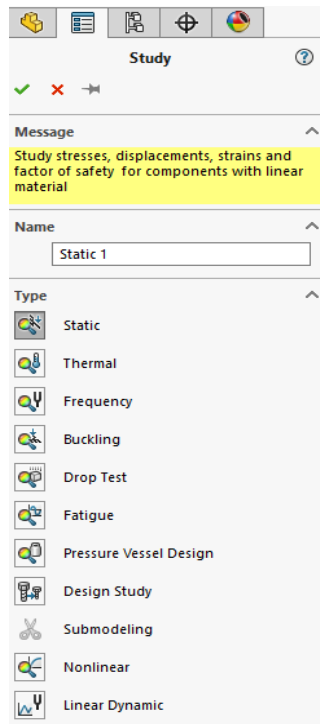 Study
Message
Study stresses, displacements, strains and
factor of safety  for components with linear
material
Name
Static 1
Type
Static
Thermal
Frequency
Buckling
Drop Test
Fatigue
Pressure Vessel Design
Design Study
Submodeling
Nonlinear
Linear Dynamic